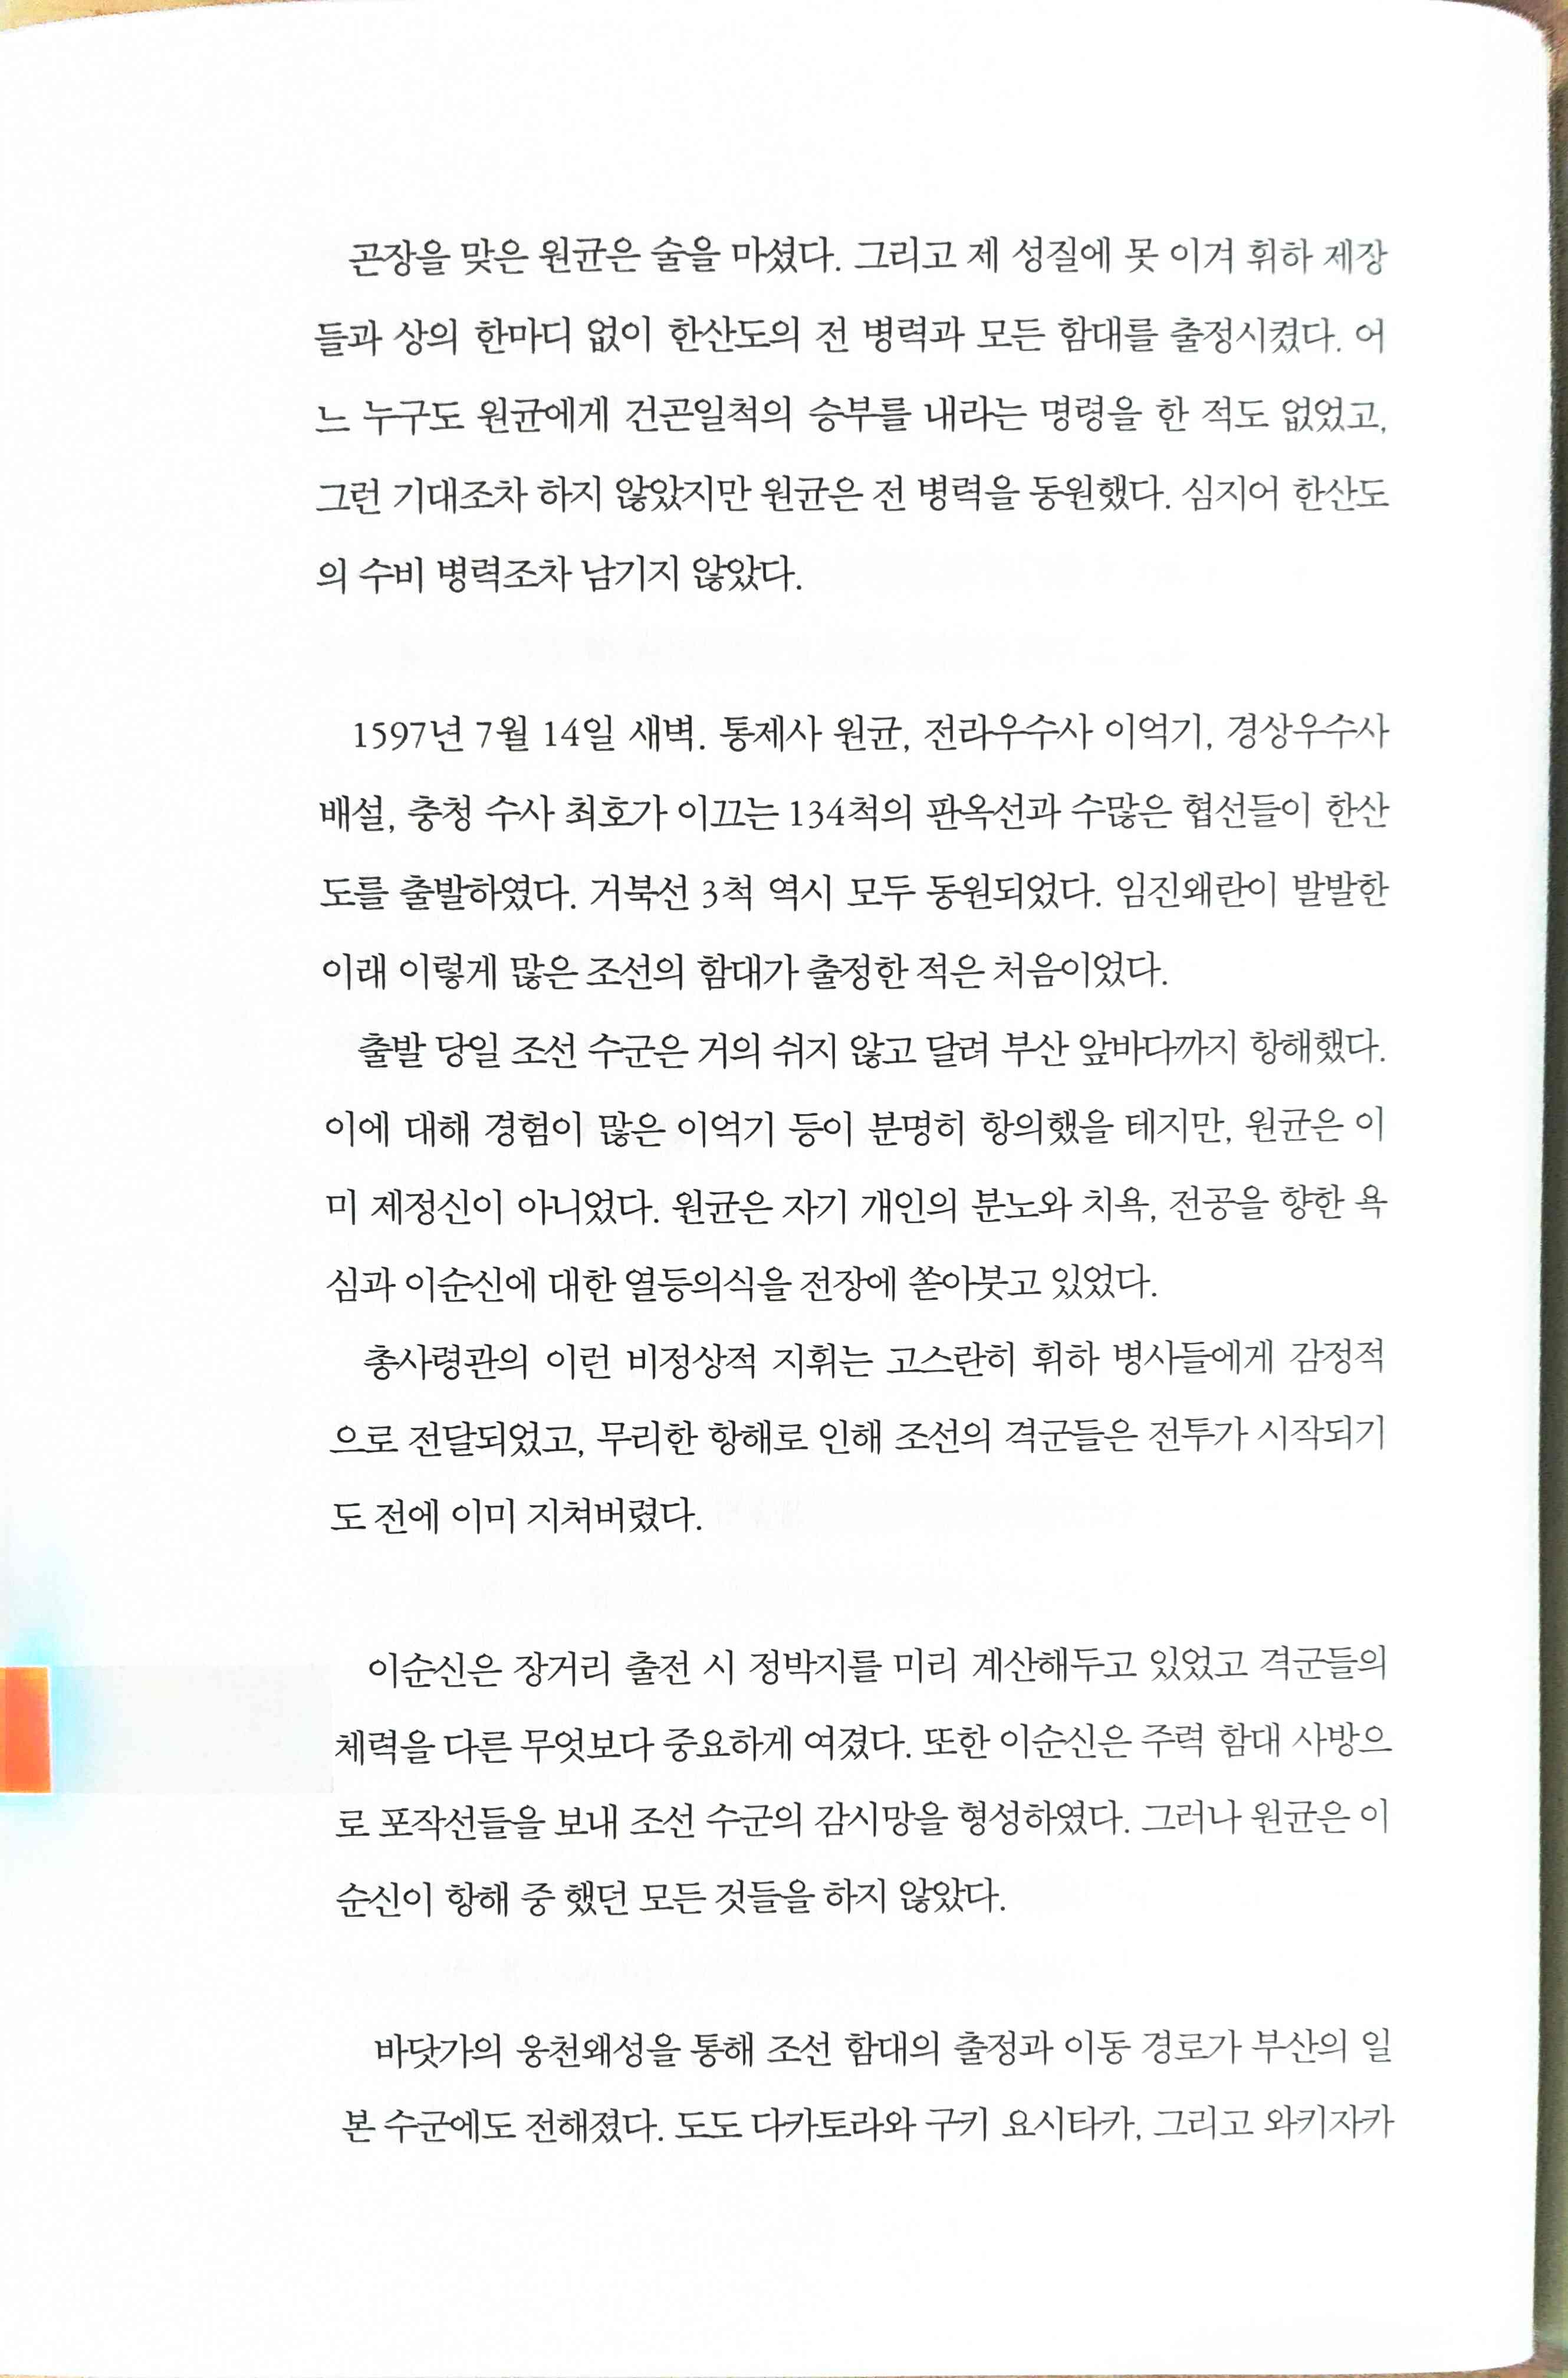 곤장을 맞은 원균은 술을 마셨다. 그리고 제 성질에 못 이겨 휘하 제장
들과 상의 한마디 없이 한산도의 전 병력과 모든 함대를 출정시켰다. 어
느 누구도 원균에게 건곤일척의 승부를 내라는 명령을 한 적도 없었고,
그런 기대조차 하지 않았지만 원균은 전 병력을 동원했다. 심지어 한산도
의 수비 병력조차 남기지 않았다.
1597년 7월 14일 새벽. 통제사 원균, 전라우수사 이억기, 경상우수사
배설, 충청 수사 최호가 이끄는 134척의 판옥선과 수많은 협선들이 한산
도를 출발하였다. 거북선 3척 역시 모두 동원되었다. 임진왜란이 발발한
이래 이렇게 많은 조선의 함대가 출정한 적은 처음이었다.
출발 당일 조선 수군은 거의 쉬지 않고 달려 부산 앞바다까지 항해했다.
이에 대해 경험이 많은 이억기 등이 분명히 항의했을 테지만, 원균은 이
미 제정신이 아니었다. 원균은 자기 개인의 분노와 치욕, 전공을 향한 욕
심과 이순신에 대한 열등의식을 전장에 쏟아붓고 있었다.
총사령관의 이런 비정상적 지휘는 고스란히 휘하 병사들에게 감정적
으로 전달되었고, 무리한 항해로 인해 조선의 격군들은 전투가 시작되기
도 전에 이미 지쳐버렸다.
이순신은 장거리 출전 시 정박지를 미리 계산해두고 있었고 격군들의
체력을 다른 무엇보다 중요하게 여겼다. 또한 이순신은 주력 함대 사방으
로 포작선들을 보내 조선 수군의 감시망을 형성하였다. 그러나 원균은 이
순신이 항해 중 했던 모든 것들을 하지 않았다.
바닷가의 웅천왜성을 통해 조선 함대의 출정과 이동 경로가 부산의 일
본 수군에도 전해졌다. 도도 다카토라와 구키 요시타카, 그리고 와키자카